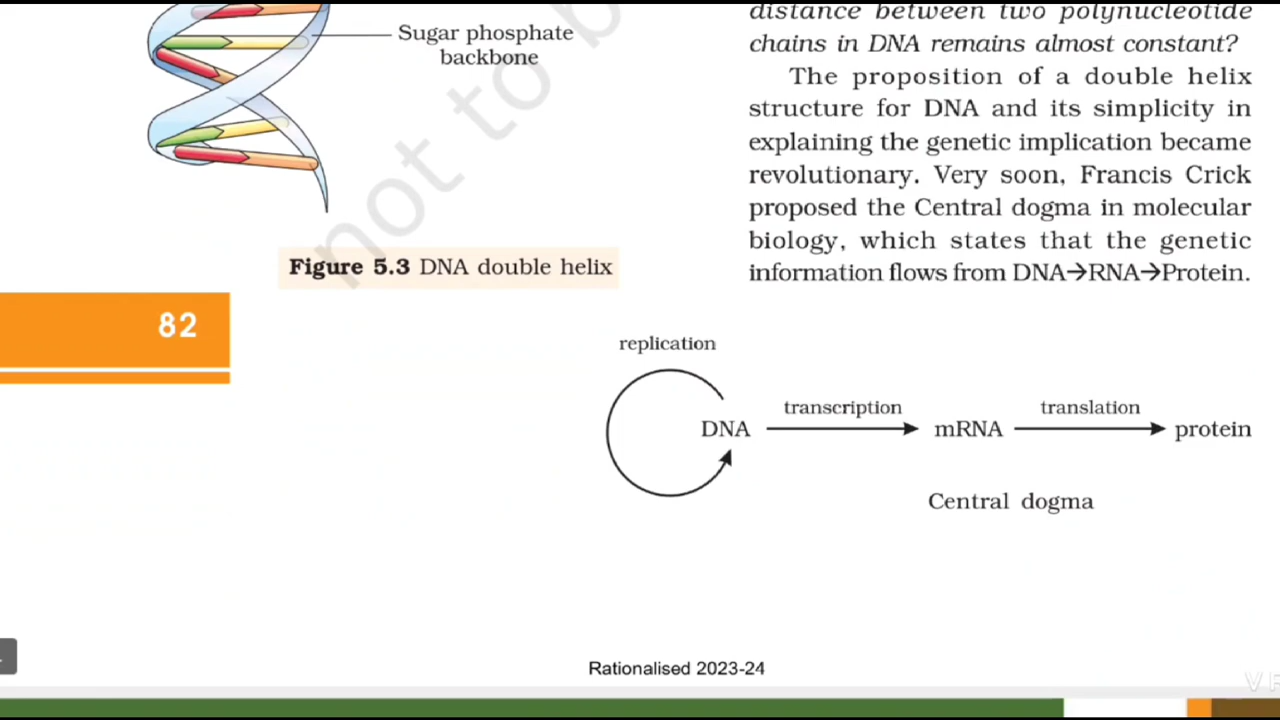 Sugar phosphate
backbone
not to b
Figure 5.3 DNA double helix
82
distance between two polynucleotide
chains in DNA remains almost constant?
The proposition of a double helix
structure for DNA and its simplicity in
explaining the genetic implication became
revolutionary. Very soon, Francis Crick
proposed the Central dogma in molecular
biology, which states that the genetic
information flows from DNA→RNA→Protein.
replication
transcription
translation
DNA
mRNA
protein
Central dogma
Rationalised 2023-24